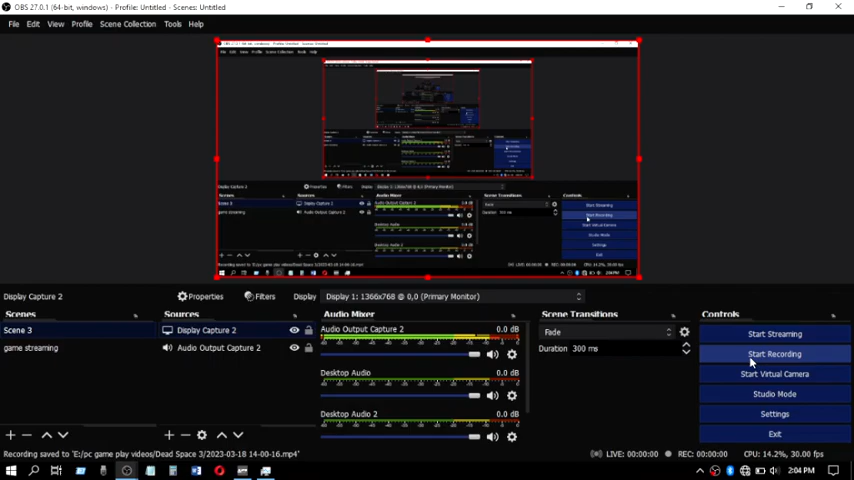 OBS 27.0.1 (64-bit, windows) - Profile: Untitled - Scenes: Untitled
File Edit View Profile Scene Collection Tools Help
Display Capture 2 Properties Filters Display Display 1: 1366x768 @ 0,0 (Primary Monitor)
Scenes Sources Audio Mixer Scene Transitions Controls
Scene 3
game streaming
Display Capture 2
Audio Output Capture 2
Audio Output Capture 2 0.0 dB
Desktop Audio 0.0 dB
Desktop Audio 2 0.0 dB
Fade
Duration 300 ms
Start Streaming
Start Recording
Start Virtual Camera
Studio Mode
Settings
Exit
Recording saved to 'E:/pc game play videos/Dead Space 3/2023-03-18 14-00-16.mp4' LIVE: 00:00:00 REC: 00:00:00 CPU: 14.2%, 30.00 fps
2:04 PM